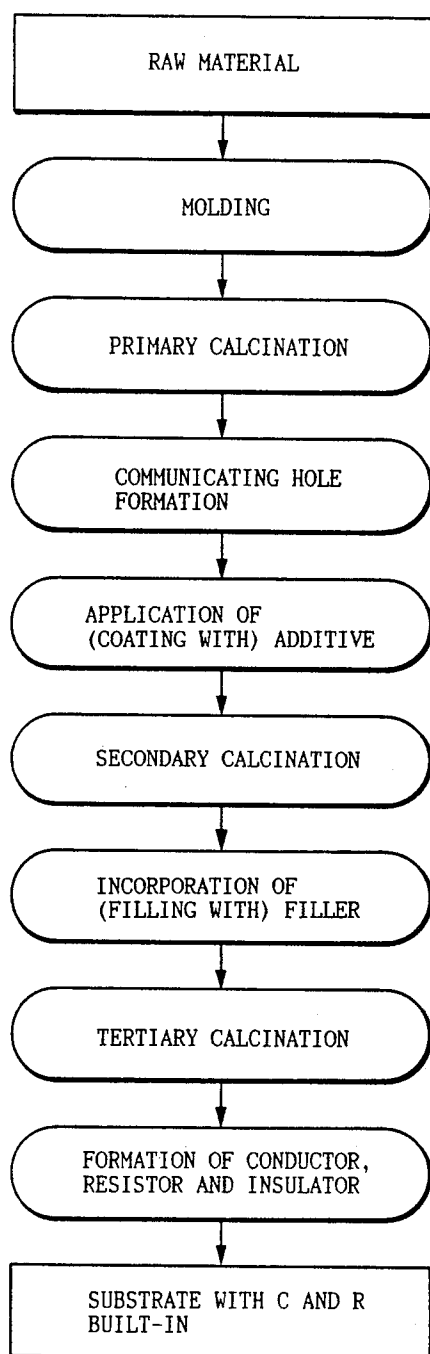 RAW MATERIAL
MOLDING
PRIMARY CALCINATION
COMMUNICATING HOLE
FORMATION
APPLICATION OF
(COATING WITH) ADDITIVE
SECONDARY CALCINATION
INCORPORATION OF
(FILLING WITH) FILLER
TERTIARY CALCINATION
FORMATION OF CONDUCTOR,
RESISTOR AND INSULATOR
SUBSTRATE WITH C AND R
BUILT-IN